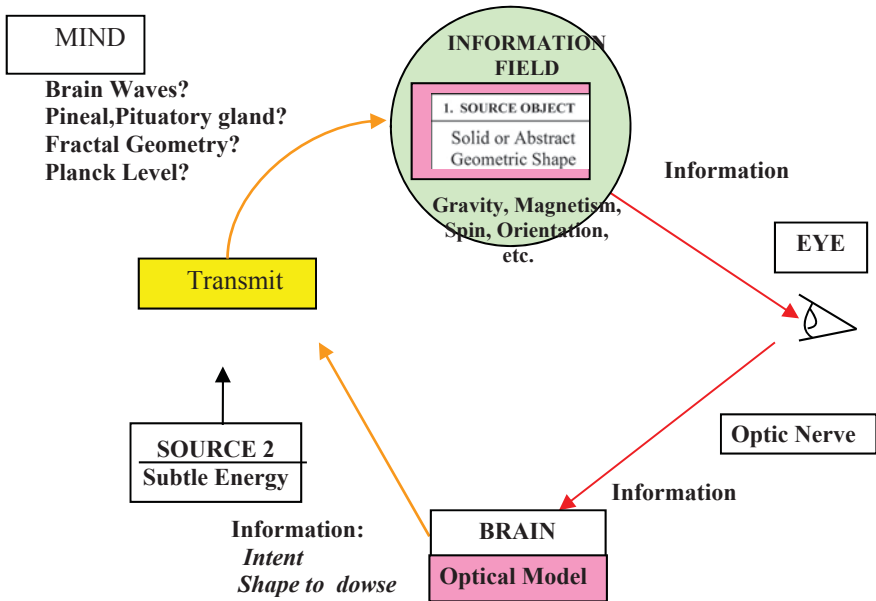 MIND
Brain Waves?
Pineal,Pituatory gland?
Fractal Geometry?
Planck Level?
INFORMATION
FIELD
1. SOURCE OBJECT
Solid or Abstract
Geometric Shape
Gravity, Magnetism,
Spin, Orientation,
etc.
Information
EYE
Transmit
Optic Nerve
SOURCE 2
Subtle Energy
Information
Information:
Intent
Shape to dowse
BRAIN
Optical Model